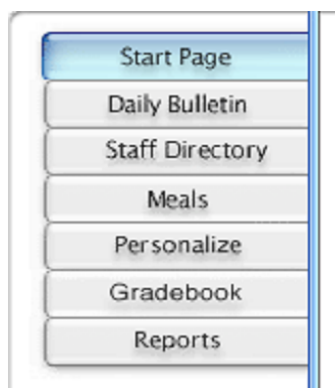 Start Page
Daily Bulletin
Staff Directory
Meals
Personalize
Gradebook
Reports